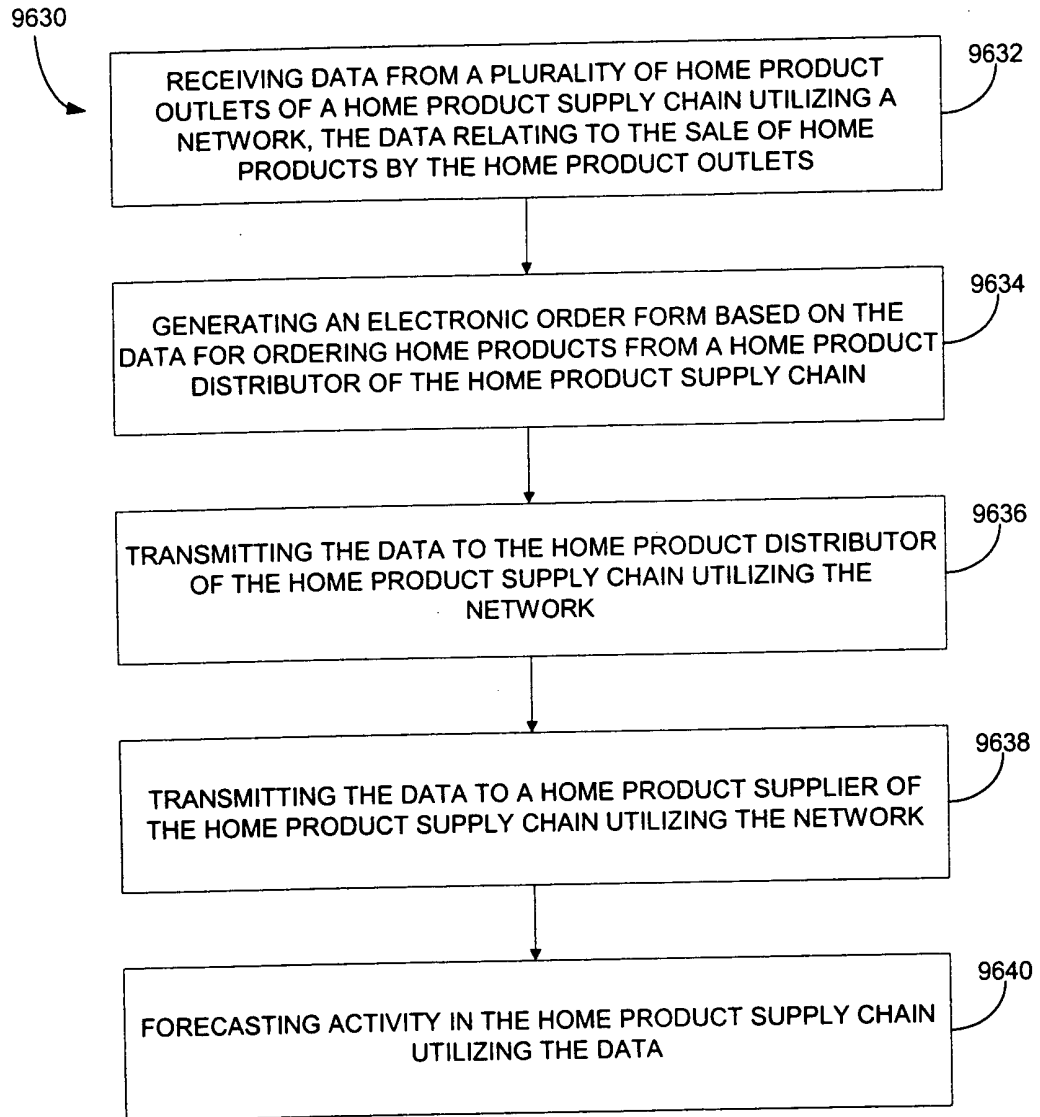 9630
9632
RECEIVING DATA FROM A PLURALITY OF HOME PRODUCT
OUTLETS OF A HOME PRODUCT SUPPLY CHAIN UTILIZING A
NETWORK, THE DATA RELATING TO THE SALE OF HOME
PRODUCTS BY THE HOME PRODUCT OUTLETS
9634
GENERATING AN ELECTRONIC ORDER FORM BASED ON THE
DATA FOR ORDERING HOME PRODUCTS FROM A HOME PRODUCT
DISTRIBUTOR OF THE HOME PRODUCT SUPPLY CHAIN
9636
TRANSMITTING THE DATA TO THE HOME PRODUCT DISTRIBUTOR
OF THE HOME PRODUCT SUPPLY CHAIN UTILIZING THE
NETWORK
9638
TRANSMITTING THE DATA TO A HOME PRODUCT SUPPLIER OF
THE HOME PRODUCT SUPPLY CHAIN UTILIZING THE NETWORK
9640
FORECASTING ACTIVITY IN THE HOME PRODUCT SUPPLY CHAIN
UTILIZING THE DATA